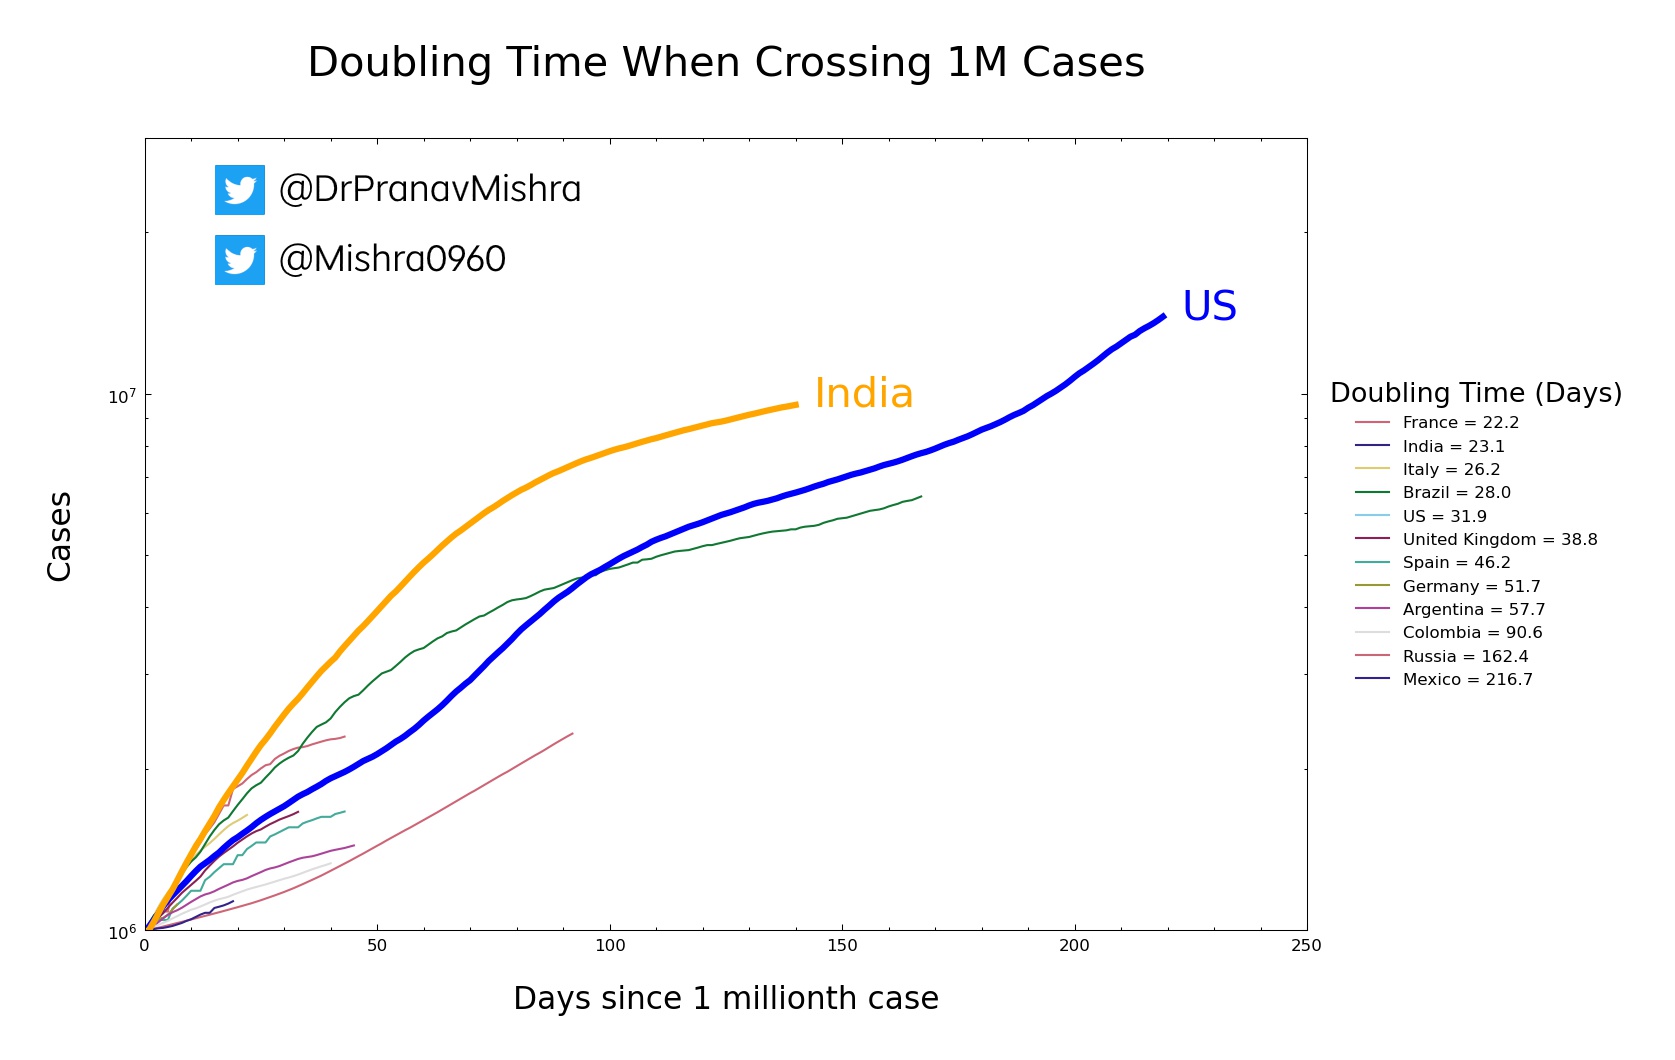 Doubling Time When Crossing 1M Cases
@DrPranavMishra
@Mishra0960
US
India
10⁷
10⁶
Cases
0 50 100 150 200 250
Days since 1 millionth case
Doubling Time (Days)
France = 22.2
India = 23.1
Italy = 26.2
Brazil = 28.0
US = 31.9
United Kingdom = 38.8
Spain = 46.2
Germany = 51.7
Argentina = 57.7
Colombia = 90.6
Russia = 162.4
Mexico = 216.7